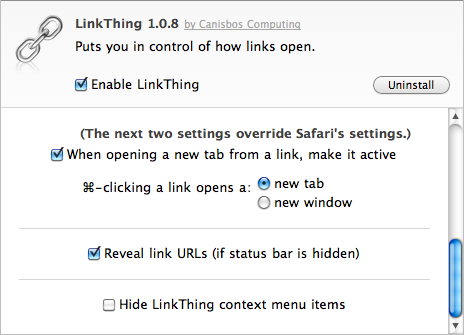 LinkThing 1.0.8 by Canisbos Computing
Puts you in control of how links open.
Enable LinkThing
Uninstall
(The next two settings override Safari's settings.)
When opening a new tab from a link, make it active
⌘-clicking a link opens a: new tab
new window
Reveal link URLs (if status bar is hidden)
Hide LinkThing context menu items